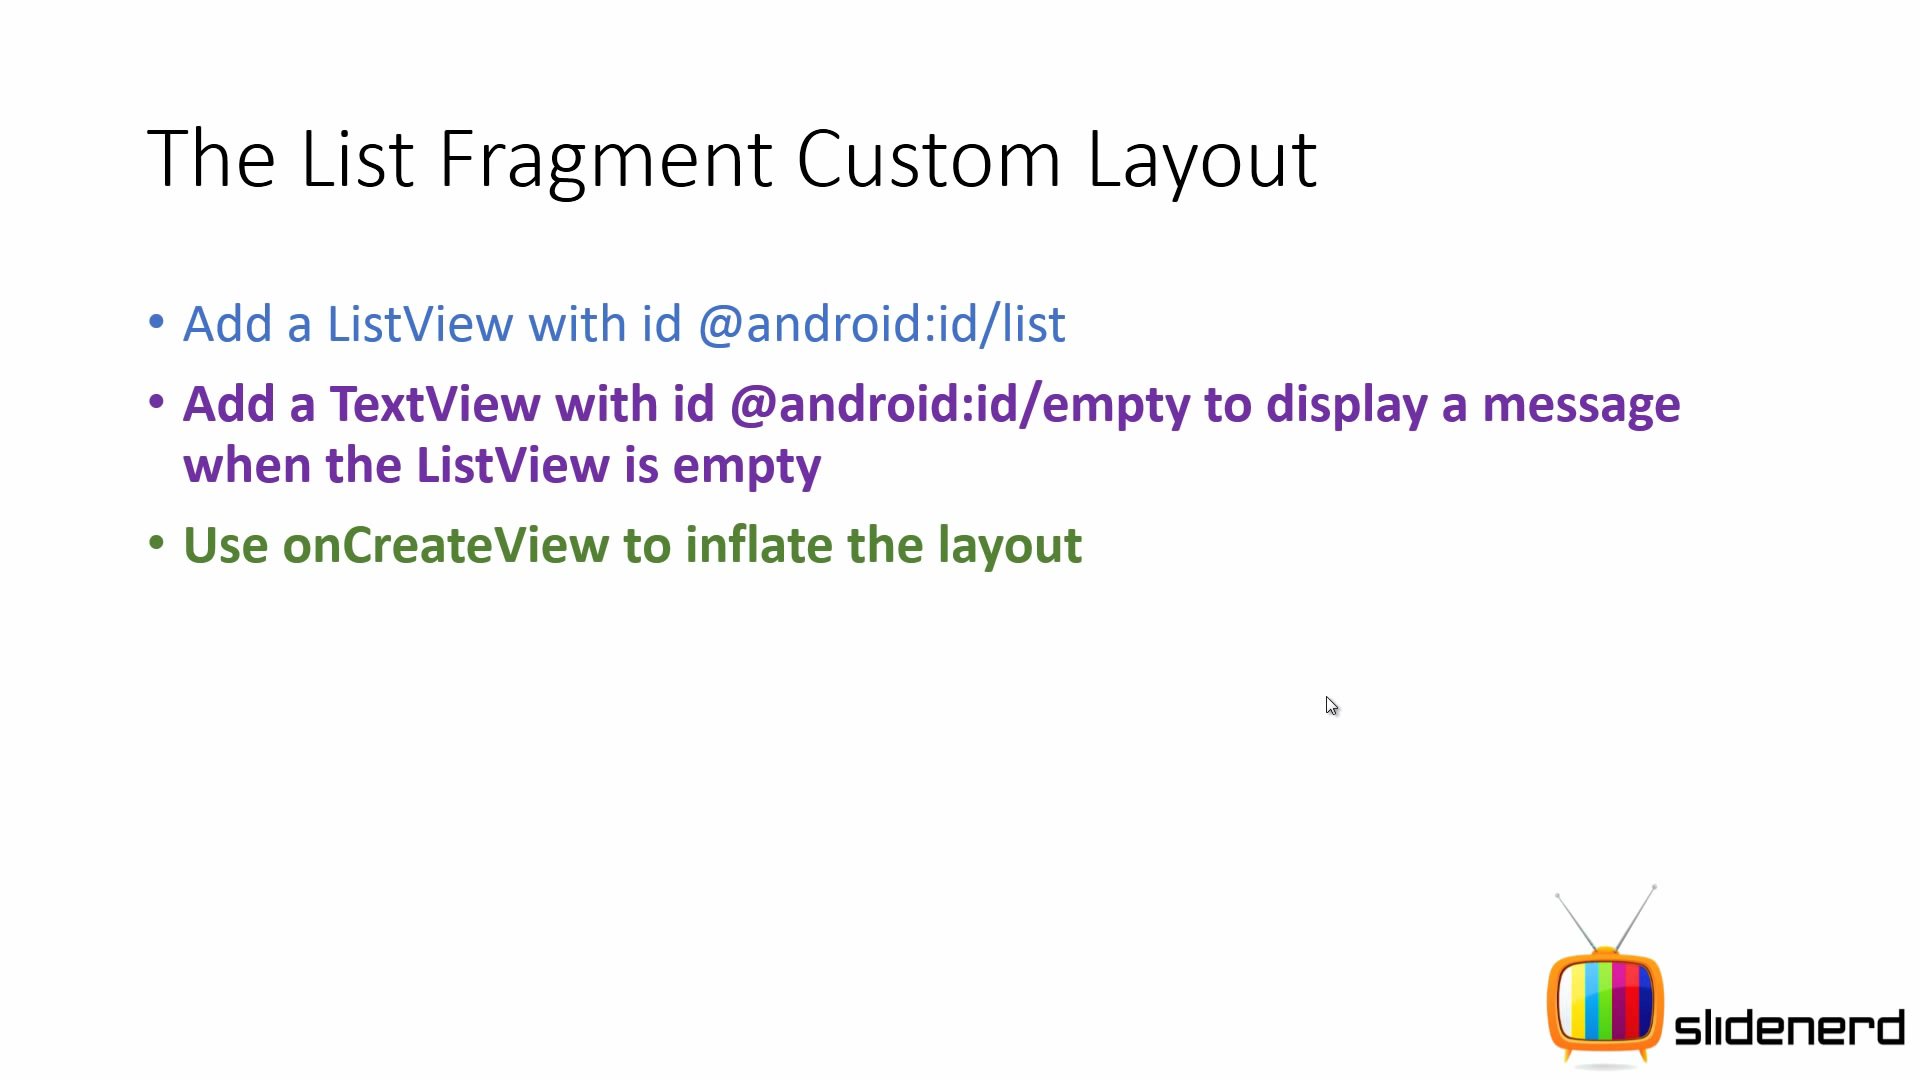 The List Fragment Custom Layout
• Add a ListView with id @android:id/list
• Add a TextView with id @android:id/empty to display a message
when the ListView is empty
• Use onCreateView to inflate the layout
slidenerd